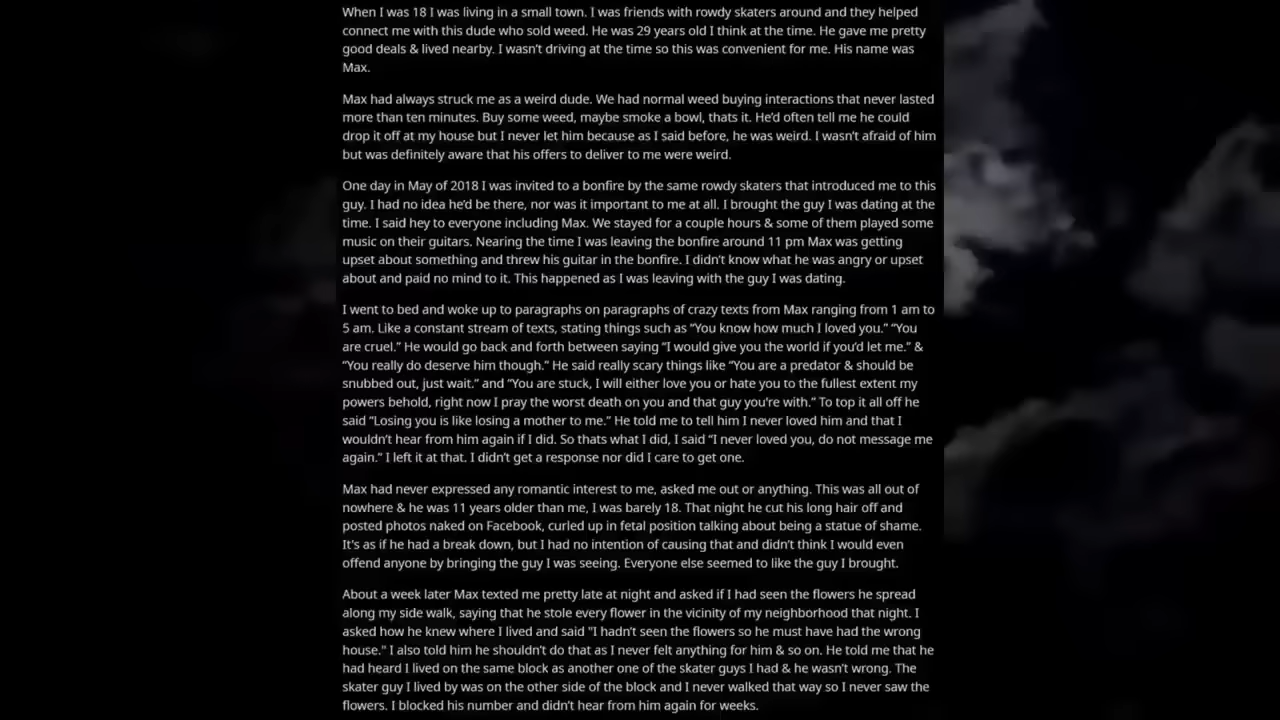 When I was 18 I was living in a small town. I was friends with rowdy skaters around and they helped
connect me with this dude who sold weed. He was 29 years old I think at the time. He gave me pretty
good deals & lived nearby. I wasn't driving at the time so this was convenient for me. His name was
Max.
Max had always struck me as a weird dude. We had normal weed buying interactions that never lasted
more than ten minutes. Buy some weed, maybe smoke a bowl, thats it. He'd often tell me he could
drop it off at my house but I never let him because as I said before, he was weird. I wasn't afraid of him
but was definitely aware that his offers to deliver to me were weird.
One day in May of 2018 I was invited to a bonfire by the same rowdy skaters that introduced me to this
guy. I had no idea he'd be there, nor was it important to me at all. I brought the guy I was dating at the
time. I said hey to everyone including Max. We stayed for a couple hours & some of them played some
music on their guitars. Nearing the time I was leaving the bonfire around 11 pm Max was getting
upset about something and threw his guitar in the bonfire. I didn't know what he was angry or upset
about and paid no mind to it. This happened as I was leaving with the guy I was dating.
I went to bed and woke up to paragraphs on paragraphs of crazy texts from Max ranging from 1 am to
5 am. Like a constant stream of texts, stating things such as "You know how much I loved you." "You
are cruel." He would go back and forth between saying "I would give you the world if you'd let me." &
"You really do deserve him though." He said really scary things like "You are a predator & should be
snubbed out, just wait." and "You are stuck, I will either love you or hate you to the fullest extent my
powers behold, right now I pray the worst death on you and that guy you're with." To top it all off he
said "Losing you is like losing a mother to me." He told me to tell him I never loved him and that I
wouldn't hear from him again if I did. So thats what I did, I said "I never loved you, do not message me
again." I left it at that. I didn't get a response nor did I care to get one.
Max had never expressed any romantic interest to me, asked me out or anything. This was all out of
nowhere & he was 11 years older than me, I was barely 18. That night he cut his long hair off and
posted photos naked on Facebook, curled up in fetal position talking about being a statue of shame.
It's as if he had a break down, but I had no intention of causing that and didn't think I would even
offend anyone by bringing the guy I was seeing. Everyone else seemed to like the guy I brought.
About a week later Max texted me pretty late at night and asked if I had seen the flowers he spread
along my side walk, saying that he stole every flower in the vicinity of my neighborhood that night. I
asked how he knew where I lived and said "I hadn't seen the flowers so he must have had the wrong
house." I also told him he shouldn't do that as I never felt anything for him & so on. He told me that he
had heard I lived on the same block as another one of the skater guys I had & he wasn't wrong. The
skater guy I lived by was on the other side of the block and I never walked that way so I never saw the
flowers. I blocked his number and didn't hear from him again for weeks.